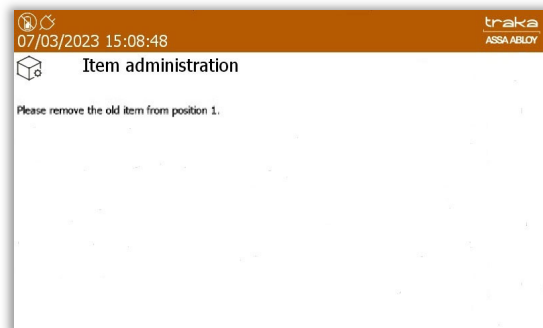 traka
07/03/2023 15:08:48
ASSA ABLOY
Item administration
Please remove the old item from position 1.